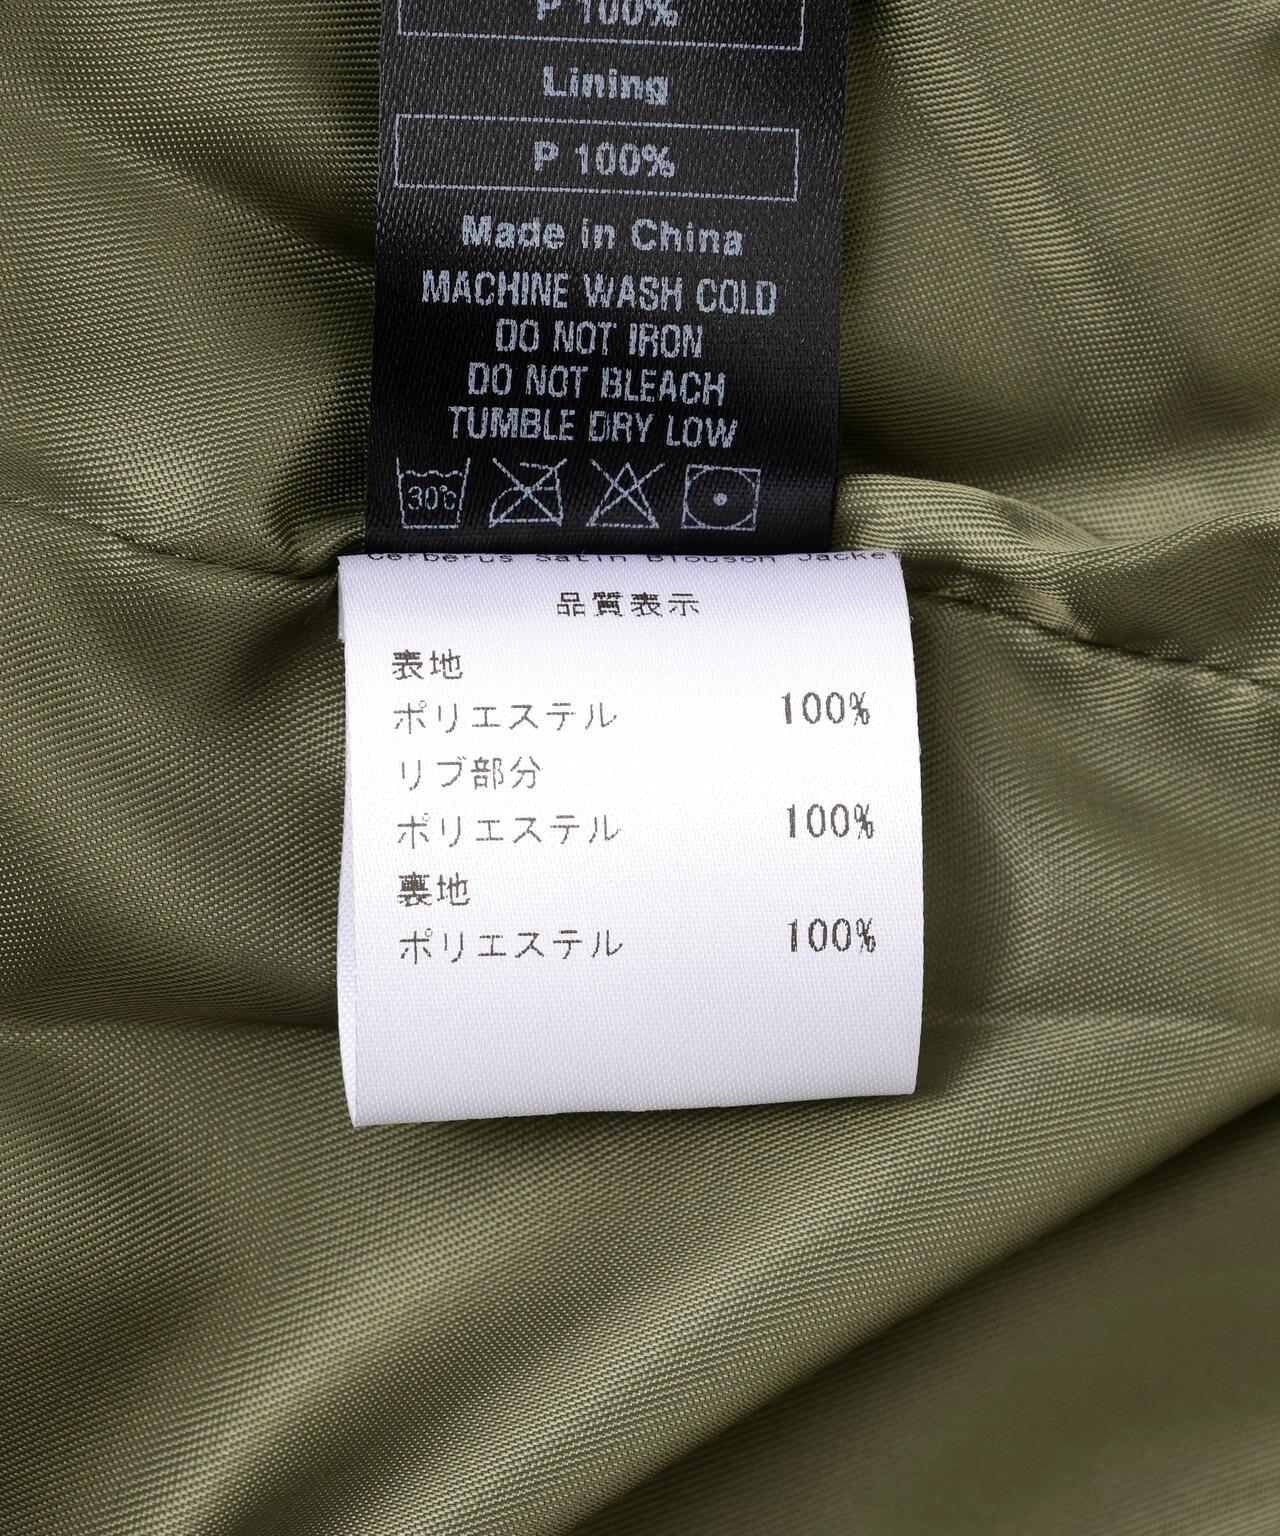 P 100%
Lining
P 100%
Made in China
MACHINE WASH COLD
DO NOT IRON
DO NOT BLEACH
TUMBLE DRY LOW
30℃
Cerberus Satin Blouson Jacke
品質表示
表地
ポリエステル 100%
リブ部分
ポリエステル 100%
裏地
ポリエステル 100%